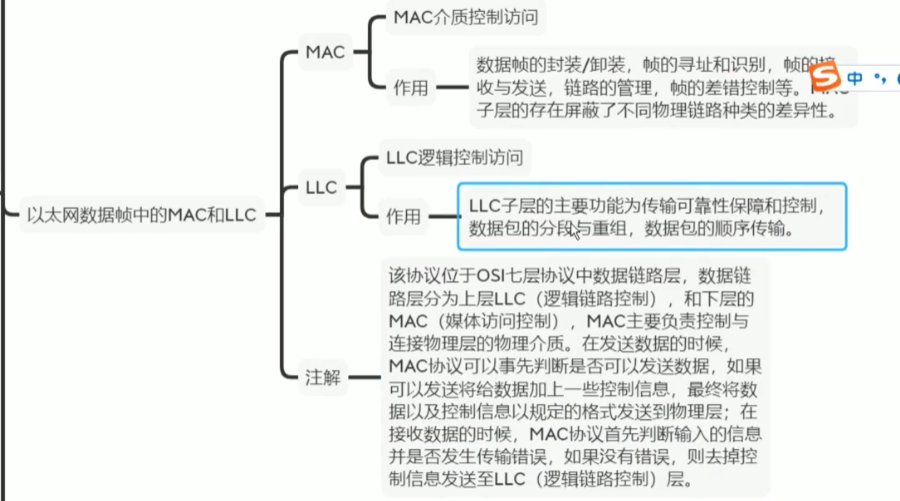 MAC介质控制访问
MAC
作用
数据帧的封装/卸装，帧的寻址和识别，帧的接
收与发送，链路的管理，帧的差错控制等。MAC
子层的存在屏蔽了不同物理链路种类的差异性。
中
LLC逻辑控制访问
LLC
作用
LLC子层的主要功能为传输可靠性保障和控制，
数据包的分段与重组，数据包的顺序传输。
以太网数据帧中的MAC和LLC
注解
该协议位于OSI七层协议中数据链路层，数据链
路层分为上层LLC（逻辑链路控制），和下层的
MAC（媒体访问控制），MAC主要负责控制与
连接物理层的物理介质。在发送数据的时候，
MAC协议可以事先判断是否可以发送数据，如果
可以发送将给数据加上一些控制信息，最终将数
据以及控制信息以规定的格式发送到物理层；在
接收数据的时候，MAC协议首先判断输入的信息
并是否发生传输错误，如果没有错误，则去掉控
制信息发送至LLC（逻辑链路控制）层。